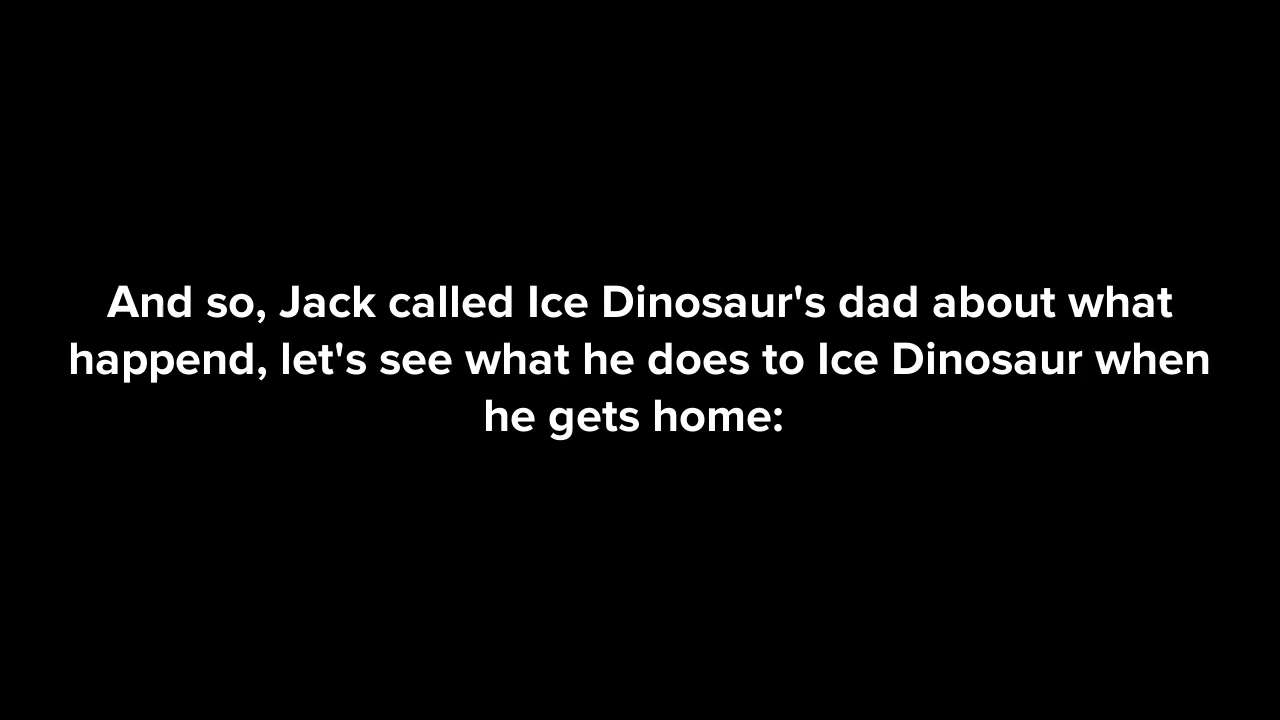 And so, Jack called Ice Dinosaur's dad about what
happend, let's see what he does to Ice Dinosaur when
he gets home: